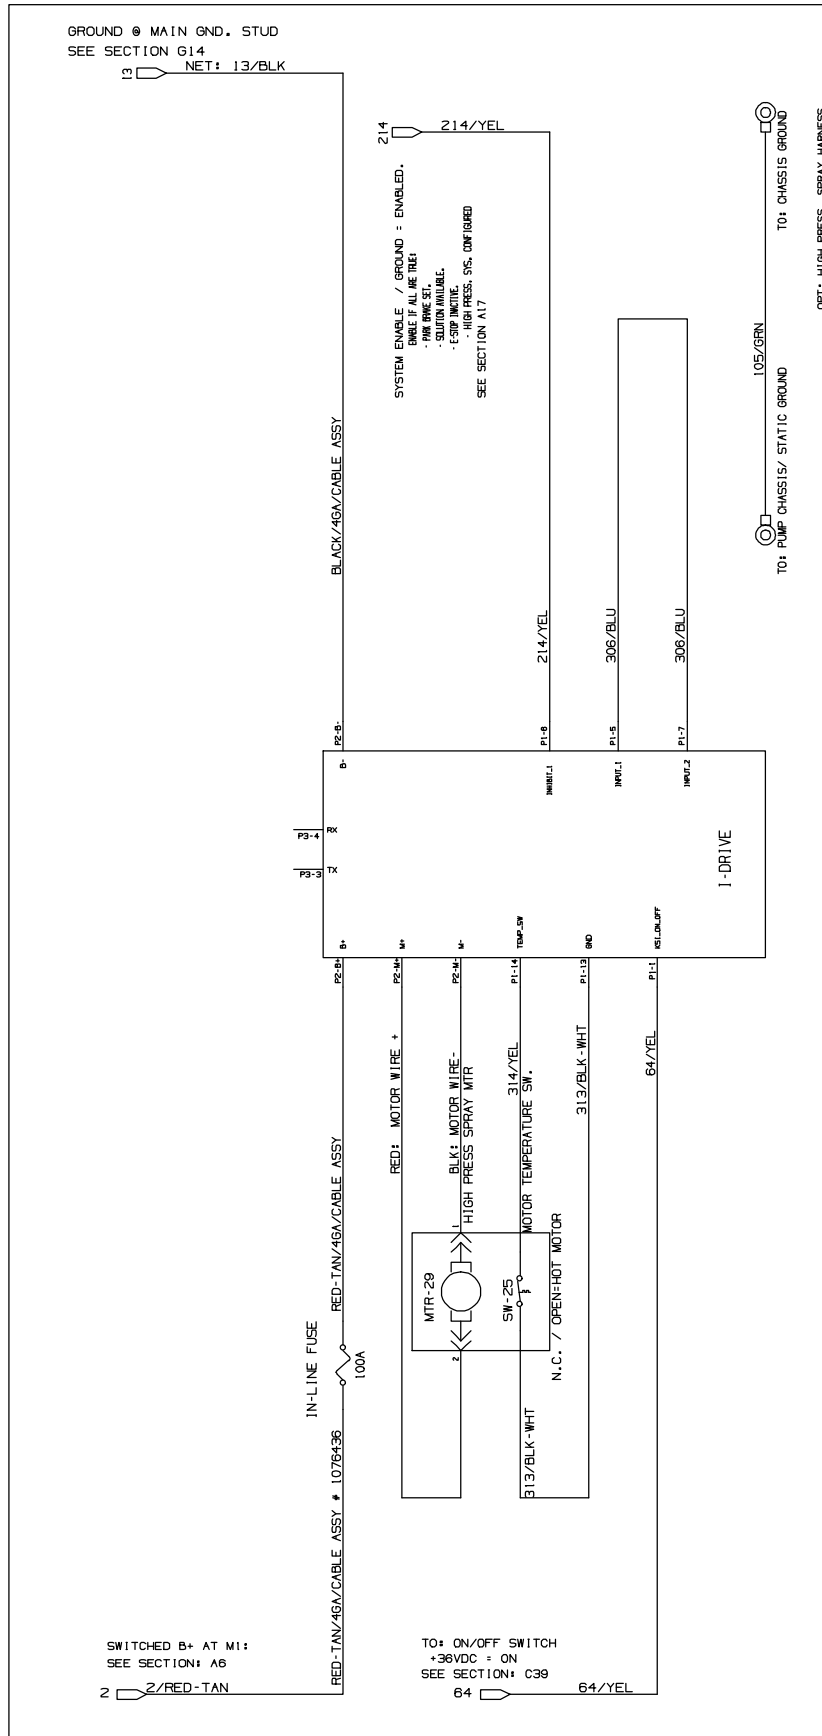 GROUND @ MAIN GND. STUD
SEE SECTION G14
13
NET: 13/BLK
214
214/YEL
SYSTEM ENABLE / GROUND = ENABLED.
ENABLE IF ALL ARE TRUE:
- PARK BRAKE SET.
- SOLUTION AVAILABLE.
- E-STOP INACTIVE.
- HIGH PRESS. SYS. CONFIGURED
SEE SECTION A17
TO: CHASSIS GROUND
105/GRN
TO: PUMP CHASSIS/ STATIC GROUND
OPT: HIGH PRESS. SPRAY HARNESS
BLACK/4GA/CABLE ASSY
214/YEL
306/BLU
306/BLU
P2-B-
P1-8
P1-5
P1-7
B-
INHIBIT_1
INPUT_1
INPUT_2
P3-4
RX
P3-3
TX
I-DRIVE
B+
M+
M-
TEMP_SW
GND
KSI_ON_OFF
P2-B+
P2-M+
P2-M-
P1-14
P1-13
P1-1
RED-TAN/4GA/CABLE ASSY
RED: MOTOR WIRE +
BLK: MOTOR WIRE-
HIGH PRESS SPRAY MTR
314/YEL
MOTOR TEMPERATURE SW.
313/BLK-WHT
64/YEL
1
MTR-29
SW-25
2
N.C. / OPEN=HOT MOTOR
IN-LINE FUSE
100A
313/BLK-WHT
RED-TAN/4GA/CABLE ASSY # 1076436
SWITCHED B+ AT M1:
SEE SECTION: A6
2
2/RED-TAN
TO: ON/OFF SWITCH
+36VDC = ON
SEE SECTION: C39
64
64/YEL